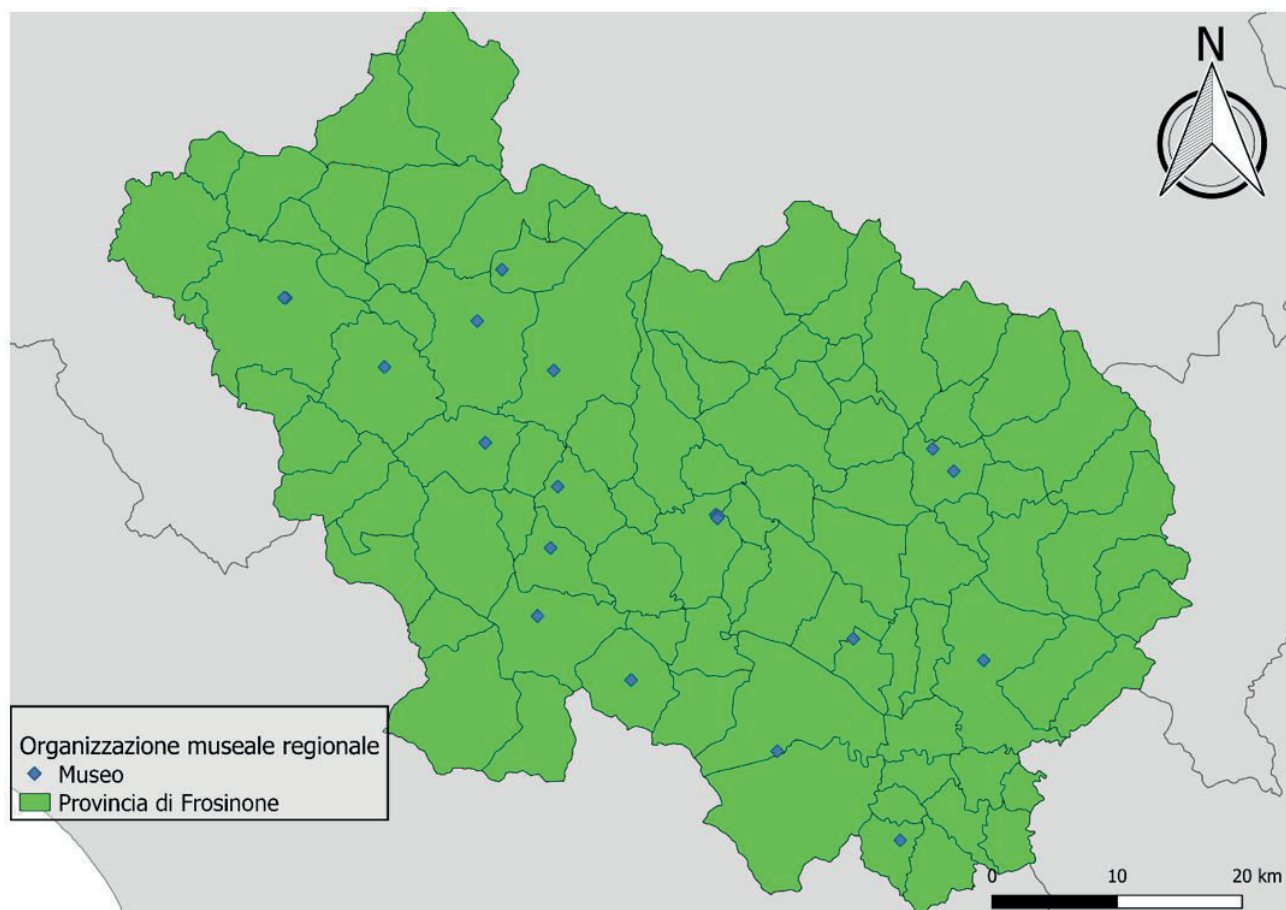 N
Organizzazione museale regionale
Museo
Provincia di Frosinone
0 10 20 km